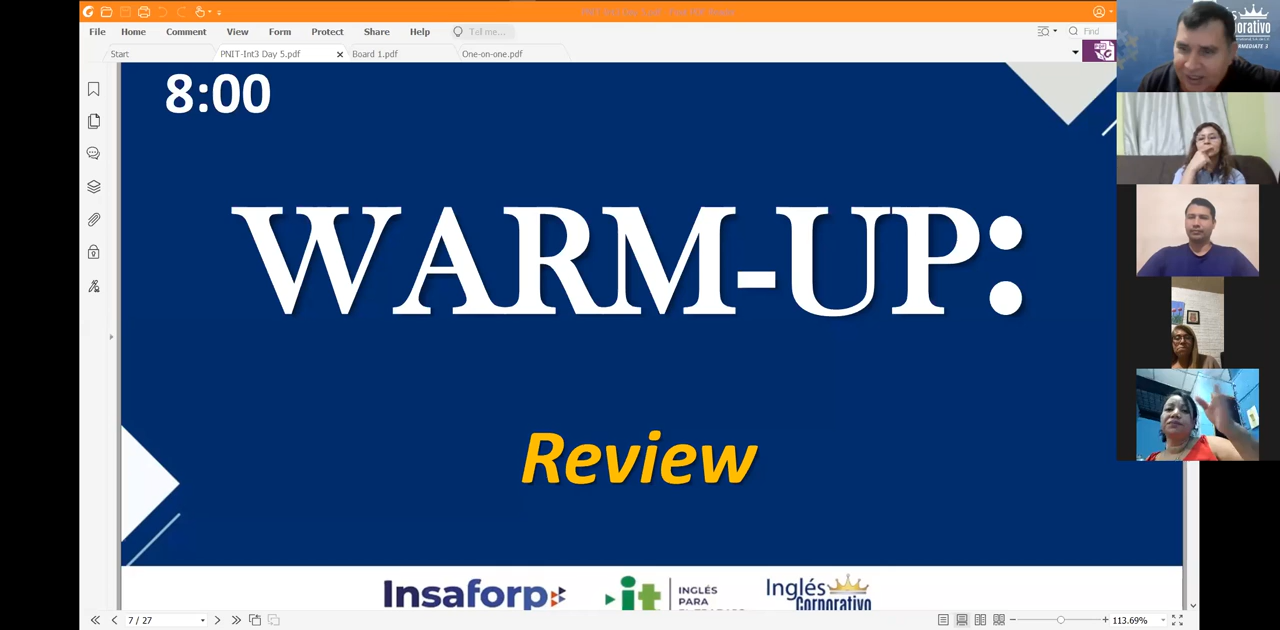 File Home Comment View Form Protect Share Help Tell me... Find
Start PNIT-Int3 Day 5.pdf Board 1.pdf One-on-one.pdf
8:00
WARM-UP:
Review
Insaforp it INGLÉS PARA Inglés Corporativo
7 / 27 113.69%